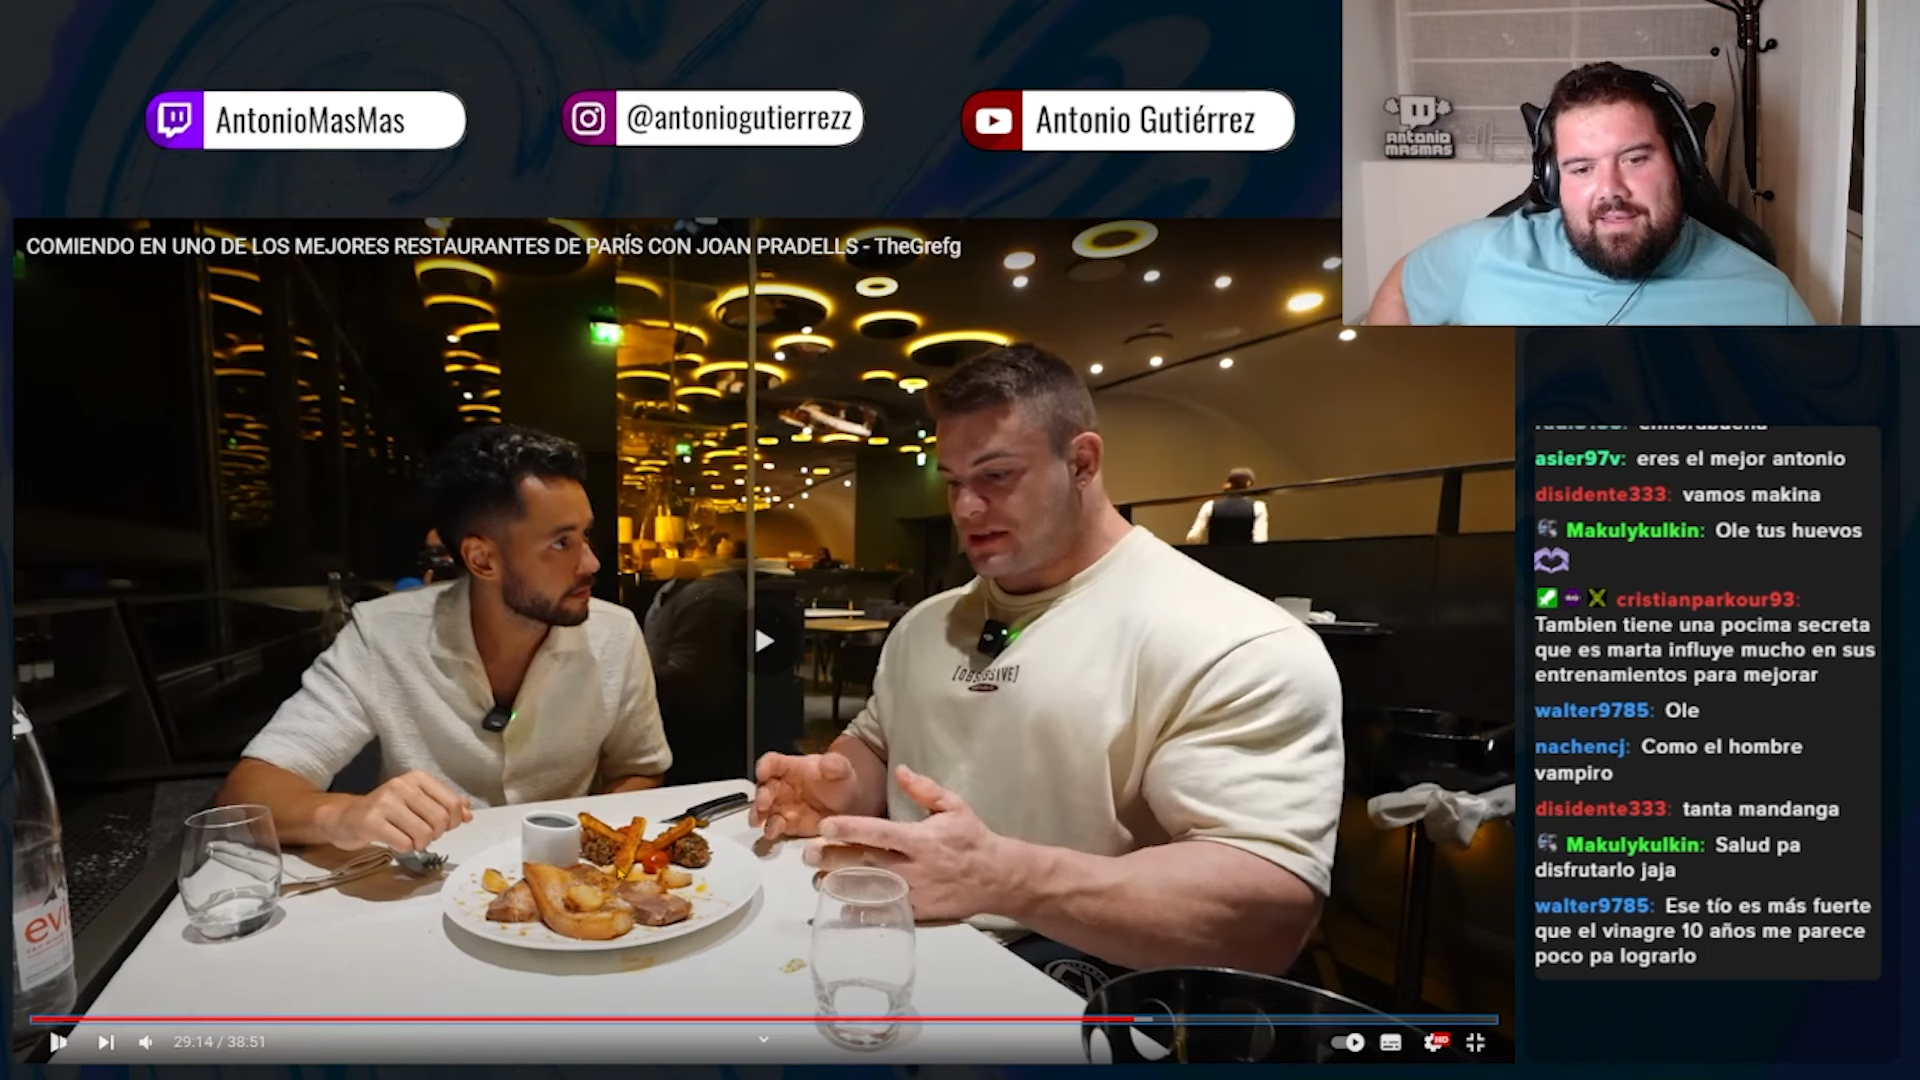 AntonioMasMas
@antoniogutierrezz
Antonio Gutiérrez
ANTONIO
MASMAS
COMIENDO EN UNO DE LOS MEJORES RESTAURANTES DE PARÍS CON JOAN PRADELLS - TheGrefg
asier97v: eres el mejor antonio
disidente333: vamos makina
Makulykulkin: Ole tus huevos
cristianparkour93:
Tambien tiene una pocima secreta
que es marta influye mucho en sus
entrenamientos para mejorar
walter9785: Ole
nachencj: Como el hombre
vampiro
disidente333: tanta mandanga
Makulykulkin: Salud pa
disfrutarlo jaja
walter9785: Ese tío es más fuerte
que el vinagre 10 años me parece
poco pa lograrlo
evi
29:14 / 38:51
HD